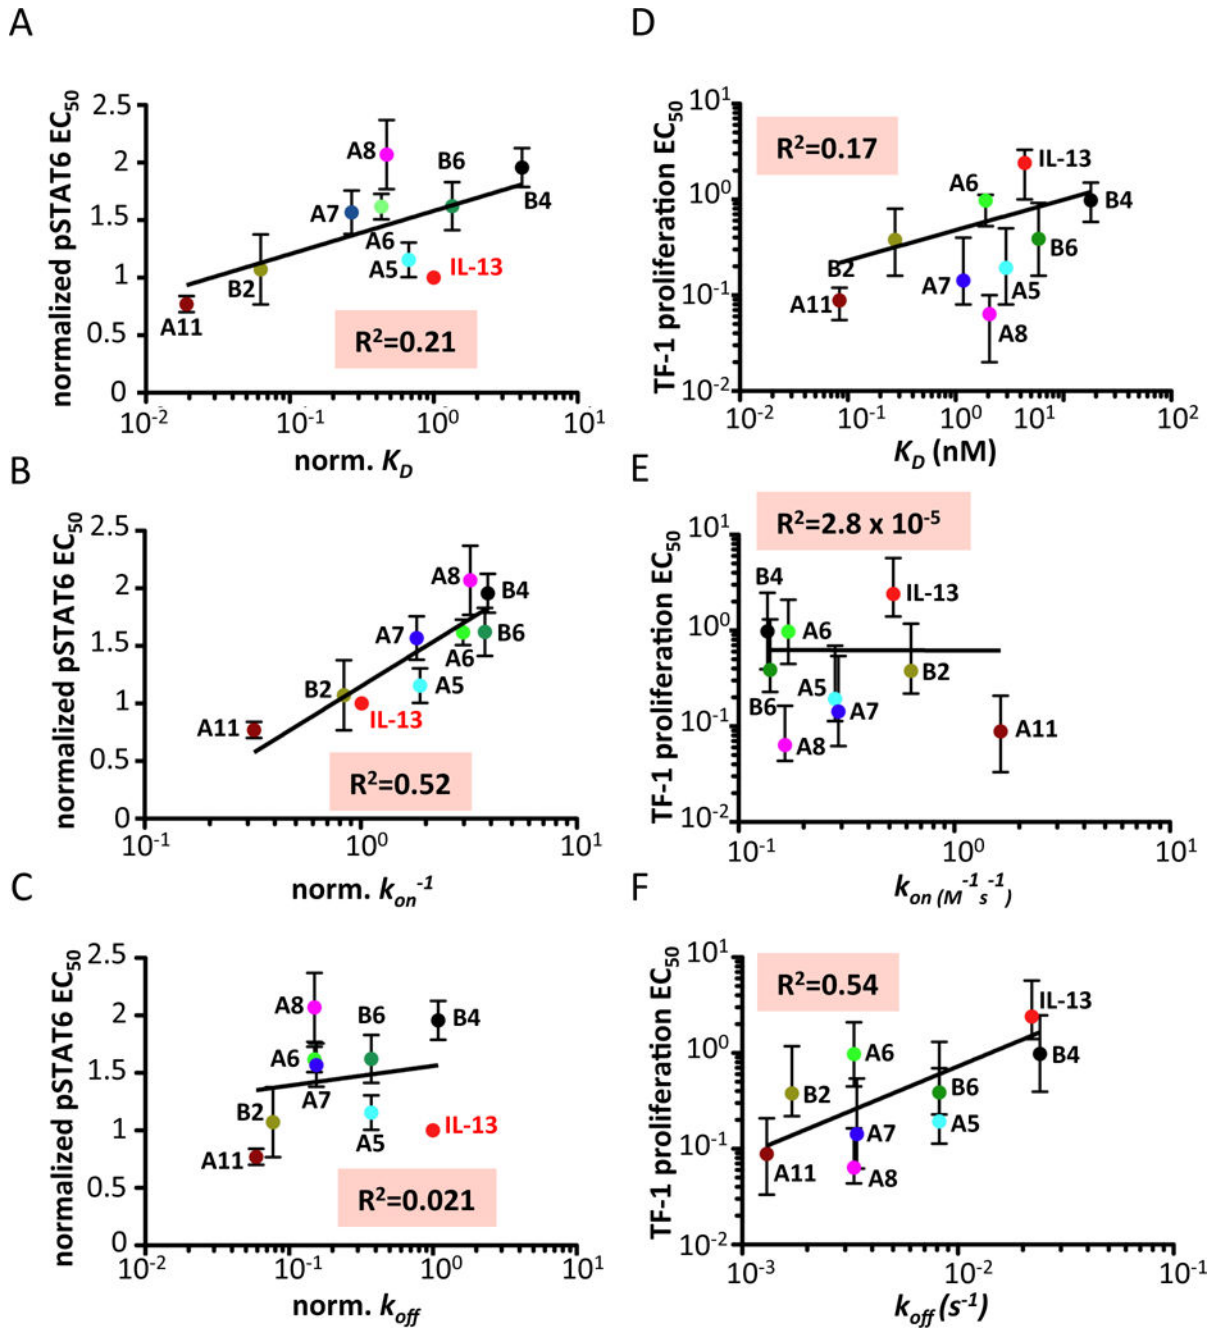 A
normalized pSTAT6 EC50
2.5
2
1.5
1
0.5
0
A8
B6
A7
A6
B4
A5
IL-13
B2
A11
R²=0.21
10⁻² 10⁻¹ 10⁰ 10¹
norm. K_D
D
TF-1 proliferation EC50
10¹
10⁰
10⁻¹
10⁻²
R²=0.17
IL-13
A6
B4
B6
B2
A7
A5
A11
A8
10⁻² 10⁻¹ 10⁰ 10¹ 10²
K_D (nM)
B
normalized pSTAT6 EC50
2.5
2
1.5
1
0.5
0
A8
B4
A7
B6
A6
B2
A5
A11
IL-13
R²=0.52
10⁻¹ 10⁰ 10¹
norm. k_on⁻¹
E
TF-1 proliferation EC50
R²=2.8 x 10⁻⁵
10¹
10⁰
10⁻¹
10⁻²
B4
IL-13
A6
B2
A5
B6
A7
A8
A11
10⁻¹ 10⁰ 10¹
k_on (M⁻¹s⁻¹)
C
normalized pSTAT6 EC50
2.5
2
1.5
1
0.5
0
A8
B6
B4
A6
A7
B2
A5
IL-13
A11
R²=0.021
10⁻² 10⁻¹ 10⁰ 10¹
norm. k_off
F
TF-1 proliferation EC50
10¹
10⁰
10⁻¹
10⁻²
R²=0.54
IL-13
A6
B4
B2
B6
A7
A5
A11
A8
10⁻³ 10⁻² 10⁻¹
k_off (s⁻¹)